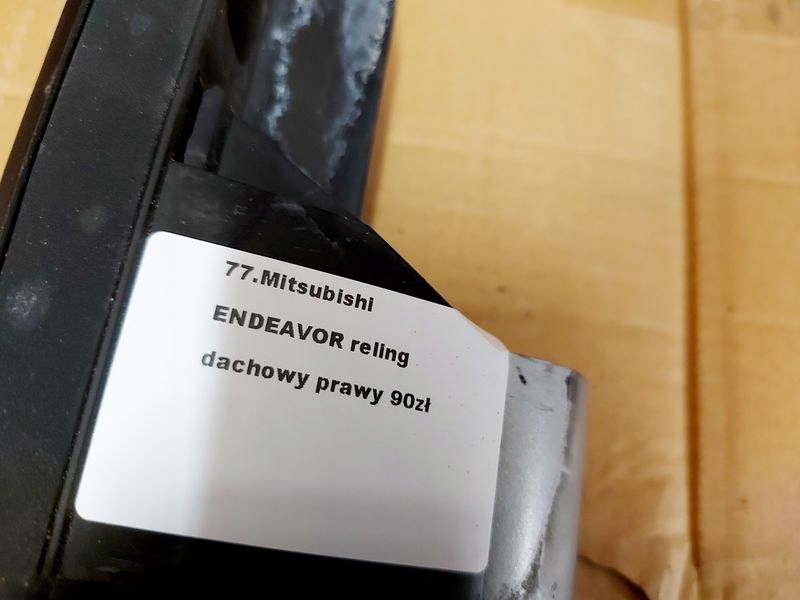 77.Mitsubishi
ENDEAVOR reling
dachowy prawy 90zł